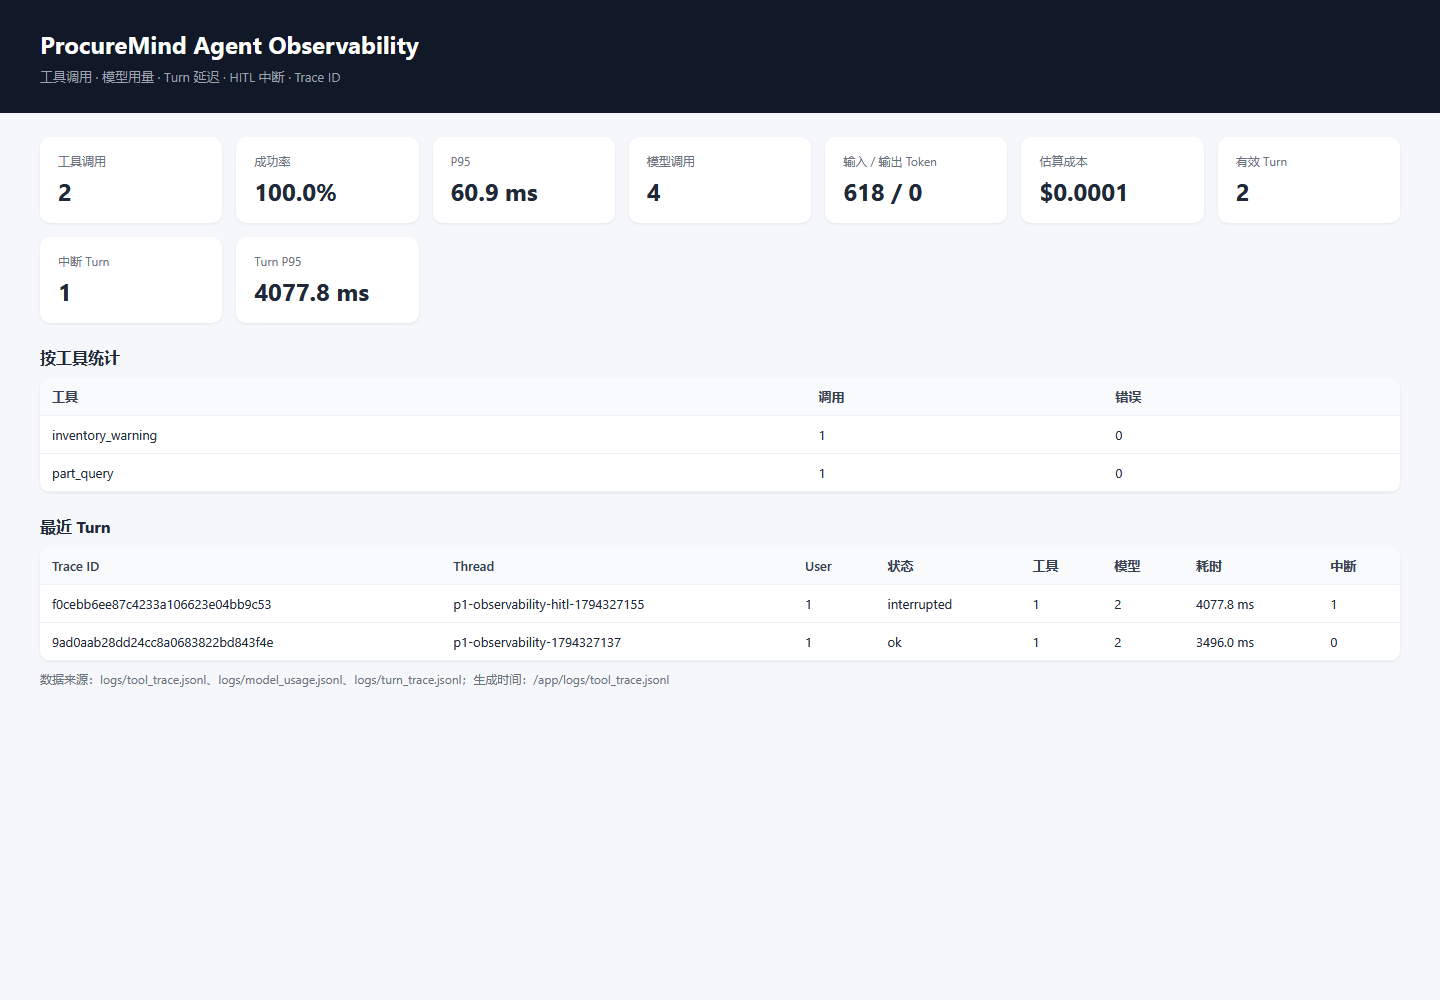 ProcureMind Agent Observability
工具调用 · 模型用量 · Turn 延迟 · HITL 中断 · Trace ID
工具调用 成功率 P95 模型调用 输入 / 输出 Token 估算成本 有效 Turn
2 100.0% 60.9 ms 4 618 / 0 $0.0001 2
中断 Turn Turn P95
1 4077.8 ms
按工具统计
工具 调用 错误
inventory_warning 1 0
part_query 1 0
最近 Turn
Trace ID Thread User 状态 工具 模型 耗时 中断
f0cebb6ee87c4233a106623e04bb9c53 p1-observability-hitl-1794327155 1 interrupted 1 2 4077.8 ms 1
9ad0aab28dd24cc8a0683822bd843f4e p1-observability-1794327137 1 ok 1 2 3496.0 ms 0
数据来源：logs/tool_trace.jsonl、logs/model_usage.jsonl、logs/turn_trace.jsonl；生成时间：/app/logs/tool_trace.jsonl